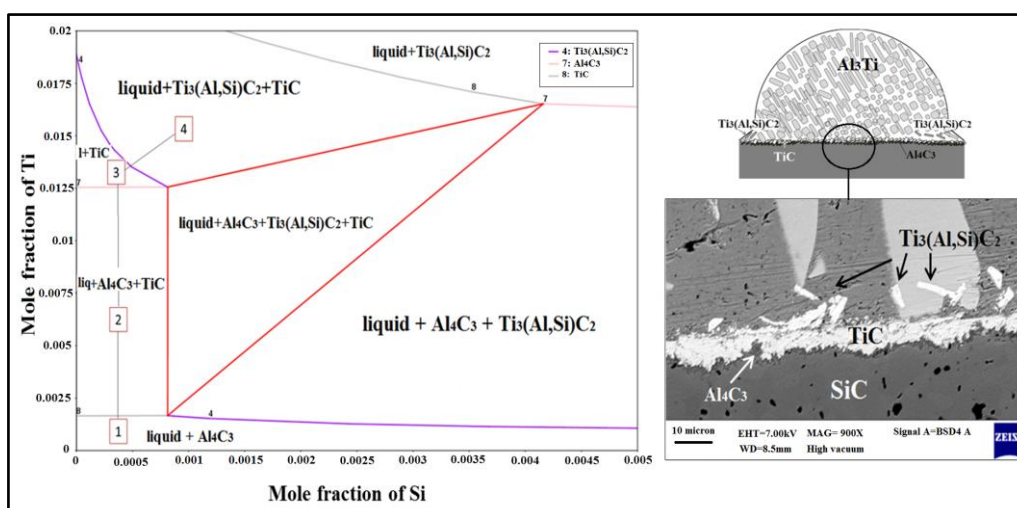 Mole fraction of Ti
0.02
0.0175
0.015
0.0125
0.01
0.0075
0.005
0.0025
0
4
liquid+Ti3(Al,Si)C2
4: Ti3(Al,Si)C2
7: Al4C3
8: TiC
liquid+Ti3(Al,Si)C2+TiC
8
7
4
l+TiC
3
7
liquid+Al4C3+Ti3(Al,Si)C2+TiC
liq+Al4C3+TiC
2
liquid + Al4C3 + Ti3(Al,Si)C2
8
4
1
liquid + Al4C3
0
0.0005
0.001
0.0015
0.002
0.0025
0.003
0.0035
0.004
0.0045
0.005
Mole fraction of Si
Al3Ti
Ti3(Al,Si)C2
Ti3(Al,Si)C2
TiC
Al4C3
Ti3(Al,Si)C2
TiC
Al4C3
SiC
10 micron
EHT=7.00kV MAG= 900X Signal A=BSD4 A
WD=8.5mm High vacuum
ZEISS